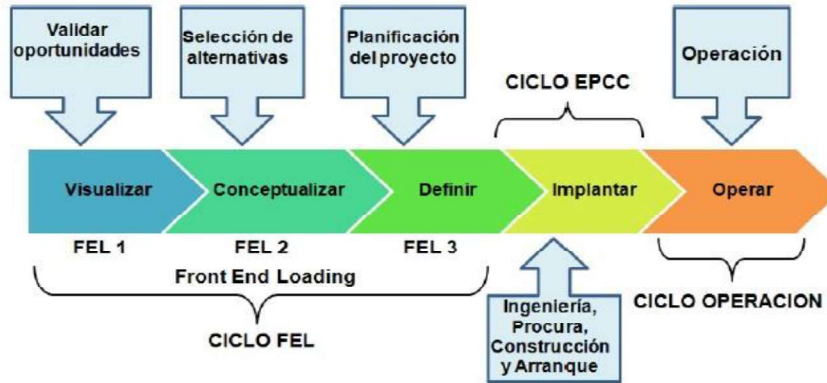 Validar
oportunidades
Selección de
alternativas
Planificación
del proyecto
CICLO EPCC
Operación
Visualizar
Conceptualizar
Definir
Implantar
Operar
FEL 1
FEL 2
FEL 3
Front End Loading
CICLO FEL
Ingeniería,
Procura,
Construcción
y Arranque
CICLO OPERACION